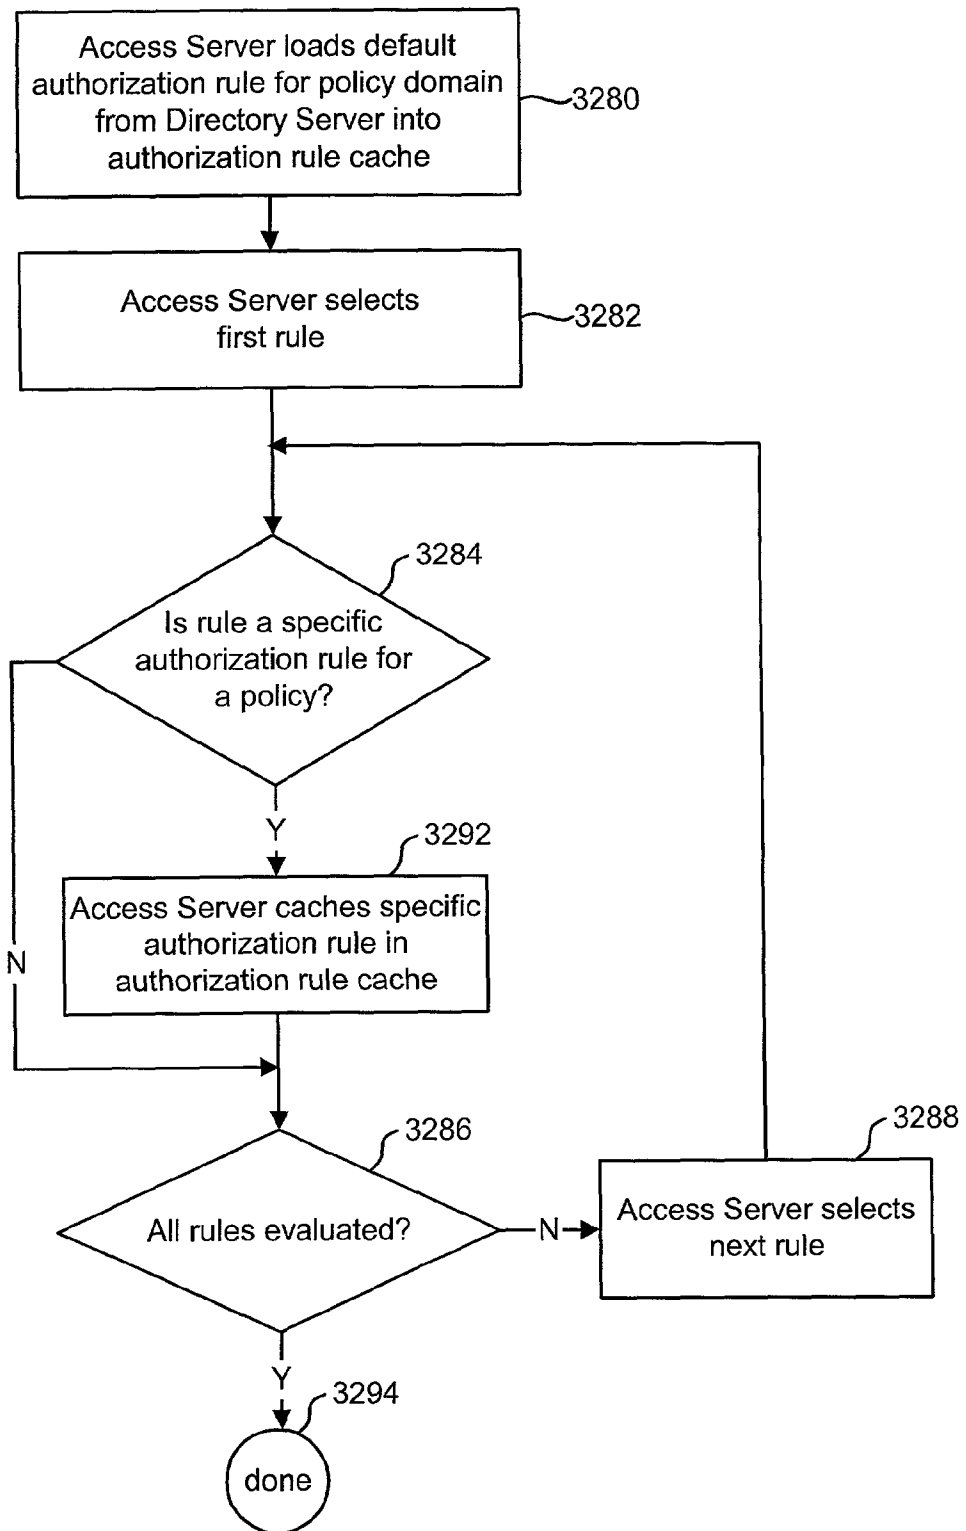 Access Server loads default
authorization rule for policy domain
from Directory Server into
authorization rule cache
3280
Access Server selects
first rule
3282
3284
Is rule a specific
authorization rule for
a policy?
Y
3292
Access Server caches specific
authorization rule in
authorization rule cache
N
3286
All rules evaluated?
N
3288
Access Server selects
next rule
Y
3294
done